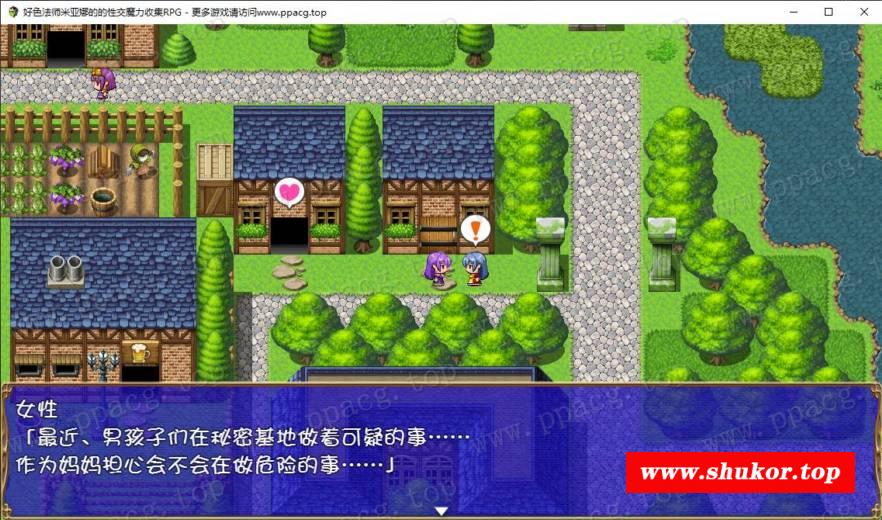 好色法师米亚娜的的性交魔力收集RPG - 更多游戏请访问www.ppacg.top
女性
「最近、男孩子们在秘密基地做着可疑的事……
作为妈妈担心会不会在做危险的事……」
www.shukor.top
www.ppacg.top